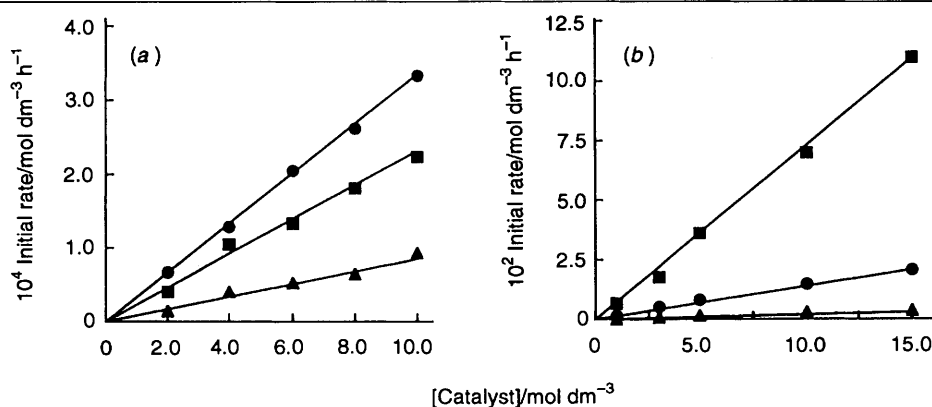 (a)
10⁴ Initial rate/mol dm⁻³ h⁻¹
4.0
3.0
2.0
1.0
0
0 2.0 4.0 6.0 8.0 10.0
(b)
10² Initial rate/mol dm⁻³ h⁻¹
12.5
10.0
7.5
5.0
2.5
0
0 5.0 10.0 15.0
[Catalyst]/mol dm⁻³